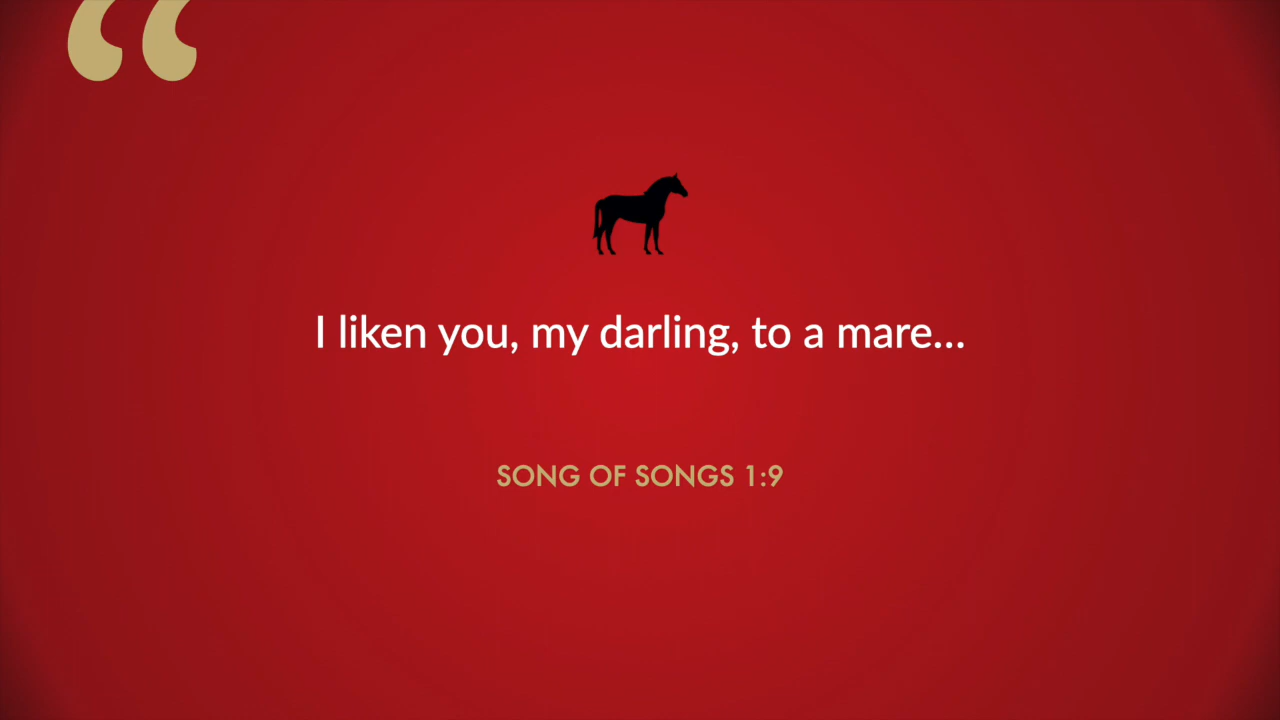 “
I liken you, my darling, to a mare...
SONG OF SONGS 1:9